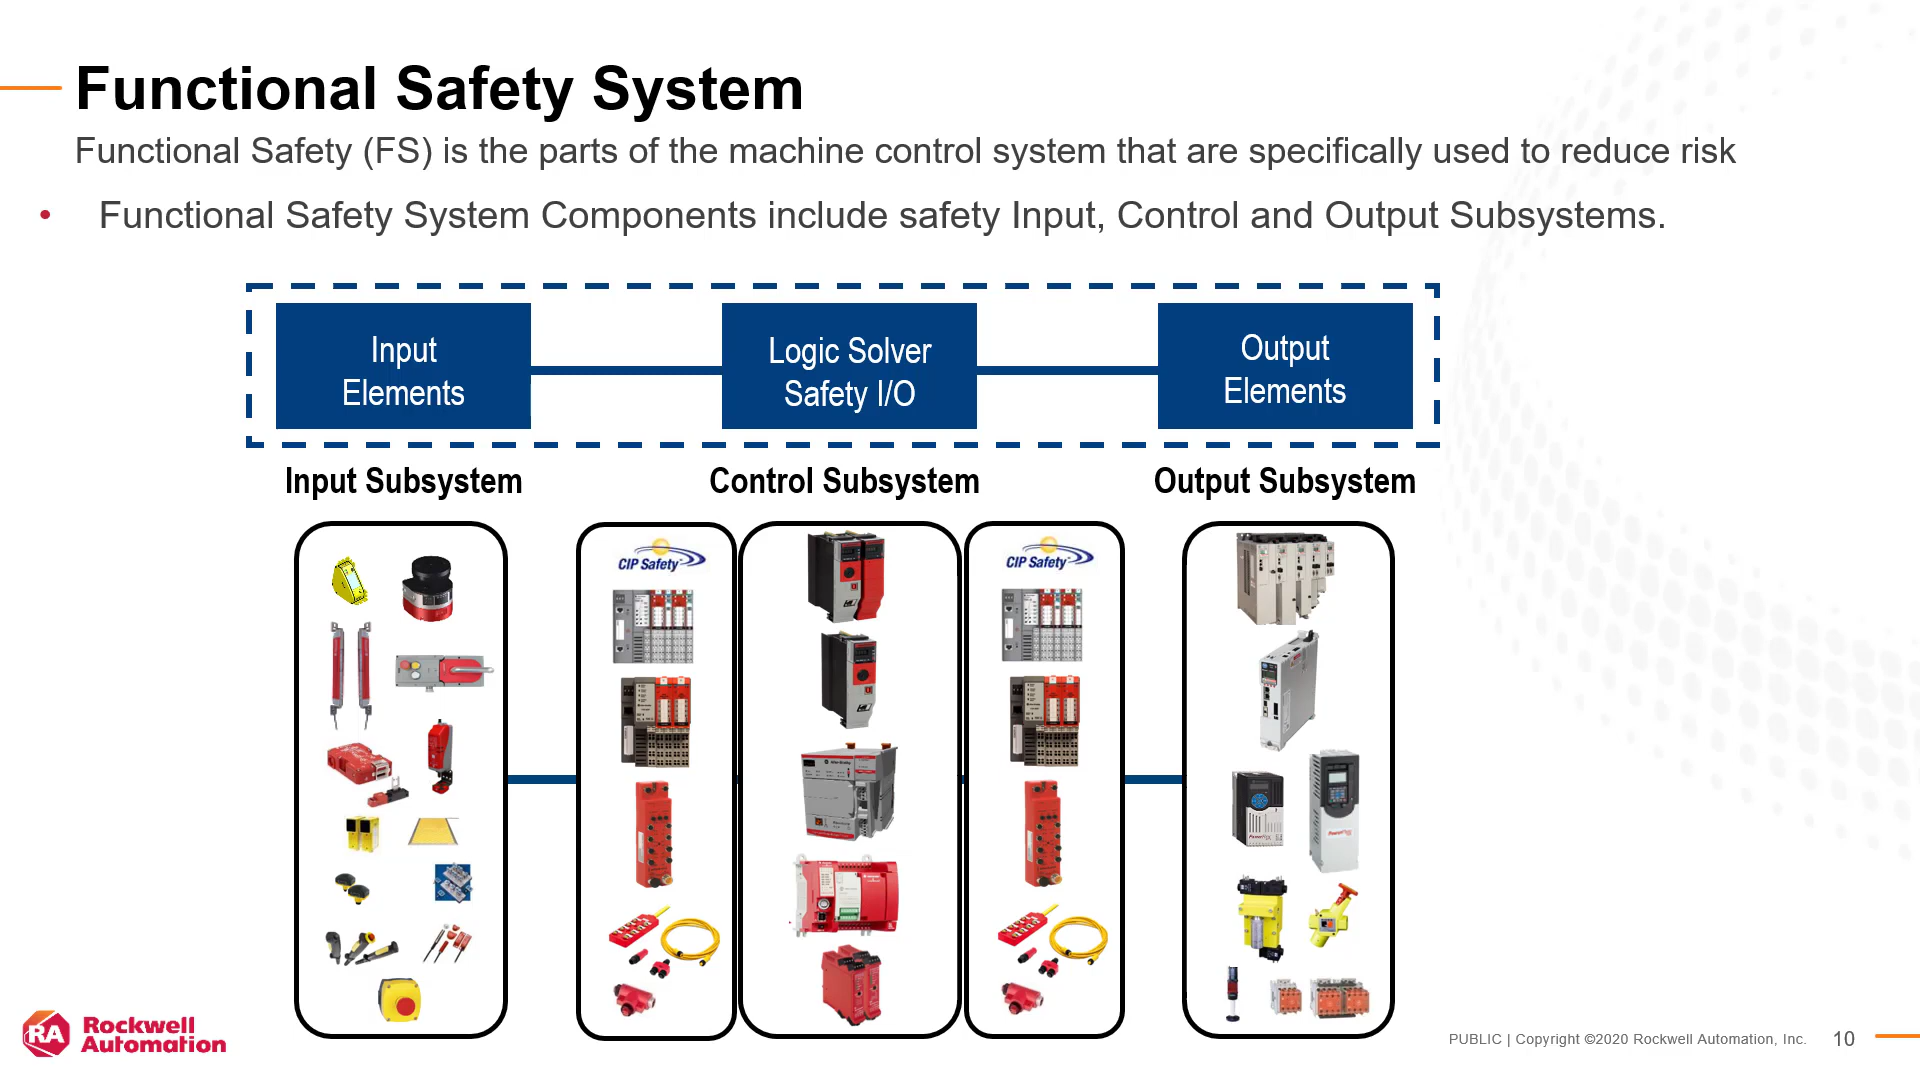 Functional Safety System
Functional Safety (FS) is the parts of the machine control system that are specifically used to reduce risk
• Functional Safety System Components include safety Input, Control and Output Subsystems.
Input
Elements
Logic Solver
Safety I/O
Output
Elements
Input Subsystem
Control Subsystem
Output Subsystem
CIP Safety
CIP Safety
RA
Rockwell
Automation
PUBLIC | Copyright ©2020 Rockwell Automation, Inc.
10